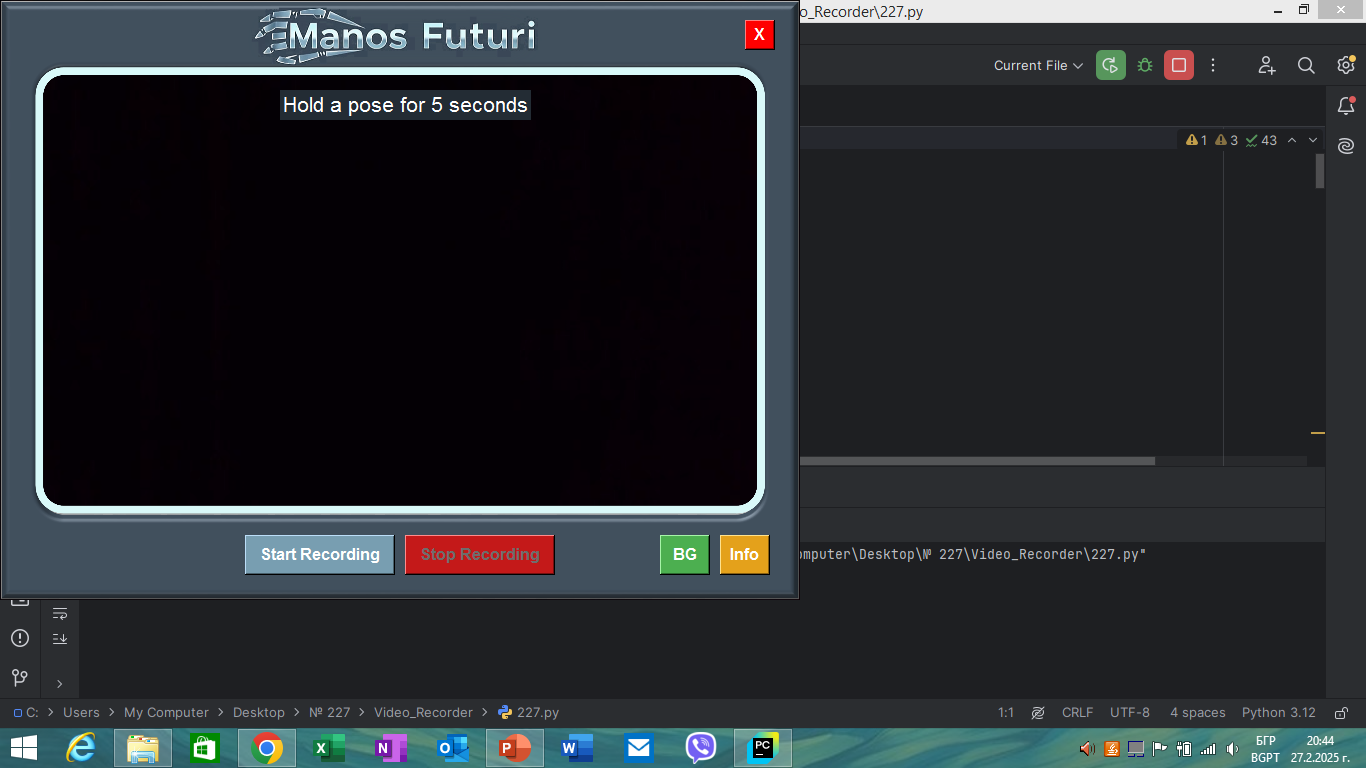 Manos Futuri
X
o_Recorder\227.py
Current File
Hold a pose for 5 seconds
1 3 43
Start Recording
Stop Recording
BG
Info
omputer\Desktop\№ 227\Video_Recorder\227.py"
C: > Users > My Computer > Desktop > № 227 > Video_Recorder > 227.py
1:1
CRLF
UTF-8
4 spaces
Python 3.12
БГР
BGPT
20:44
27.2.2025 г.